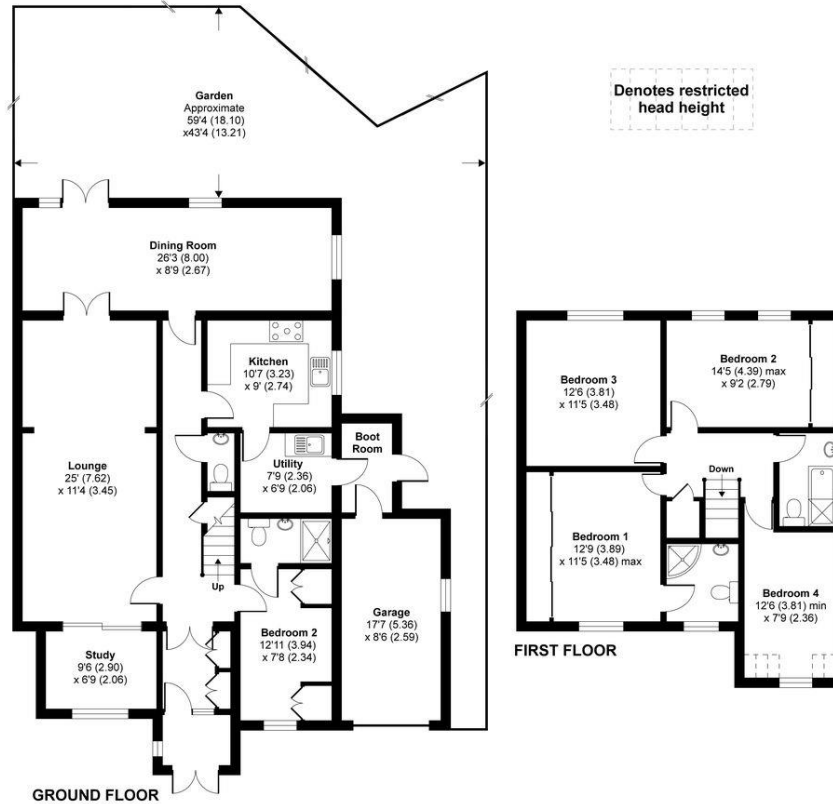 Garden
Approximate
59'4 (18.10)
x43'4 (13.21)
Denotes restricted
head height
Dining Room
26'3 (8.00)
x 8'9 (2.67)
Kitchen
10'7 (3.23)
x 9' (2.74)
Boot
Room
Utility
7'9 (2.36)
x 6'9 (2.06)
Lounge
25' (7.62)
x 11'4 (3.45)
Up
Bedroom 2
12'11 (3.94)
x 7'8 (2.34)
Garage
17'7 (5.36)
x 8'6 (2.59)
Study
9'6 (2.90)
x 6'9 (2.06)
GROUND FLOOR
Bedroom 3
12'6 (3.81)
x 11'5 (3.48)
Bedroom 2
14'5 (4.39) max
x 9'2 (2.79)
Down
Bedroom 1
12'9 (3.89)
x 11'5 (3.48) max
Bedroom 4
12'6 (3.81) min
x 7'9 (2.36)
FIRST FLOOR